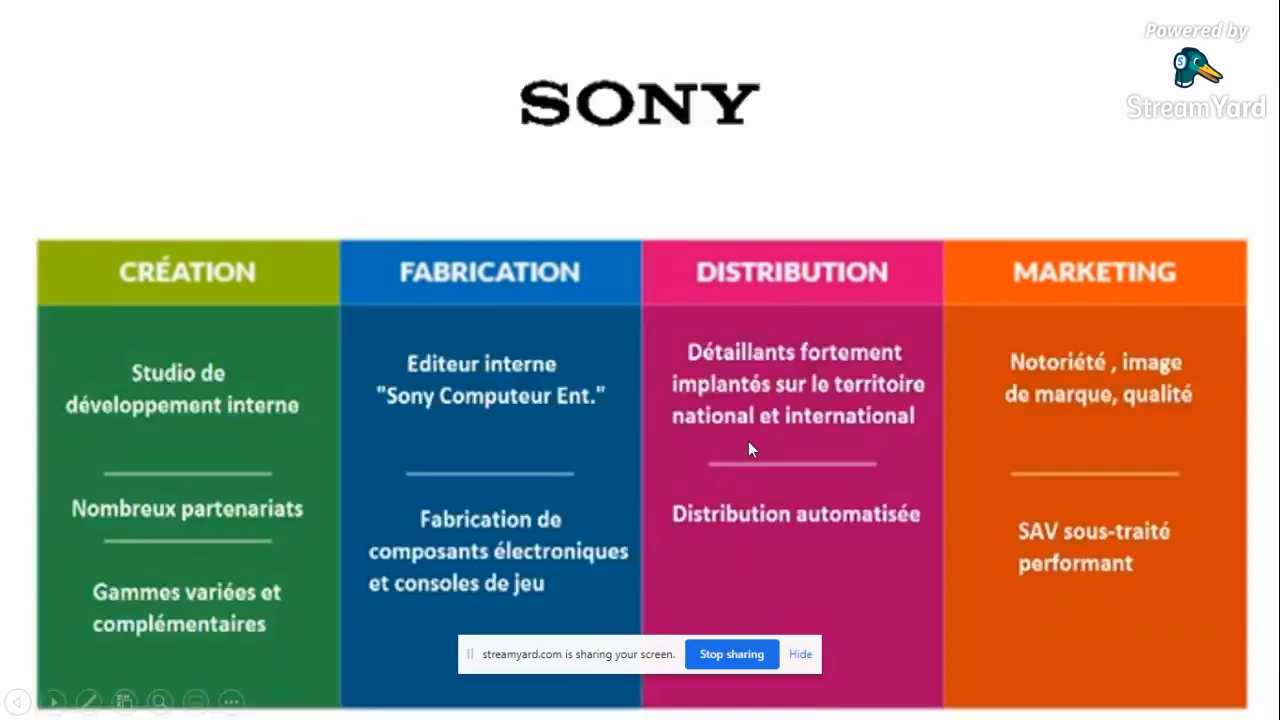 Powered by
StreamYard
SONY
CRÉATION
Studio de
développement interne
Nombreux partenariats
Gammes variées et
complémentaires
FABRICATION
Editeur interne
"Sony Computeur Ent."
Fabrication de
composants électroniques
et consoles de jeu
DISTRIBUTION
Détaillants fortement
implantés sur le territoire
national et international
Distribution automatisée
MARKETING
Notoriété , image
de marque, qualité
SAV sous-traité
performant
streamyard.com is sharing your screen.
Stop sharing
Hide